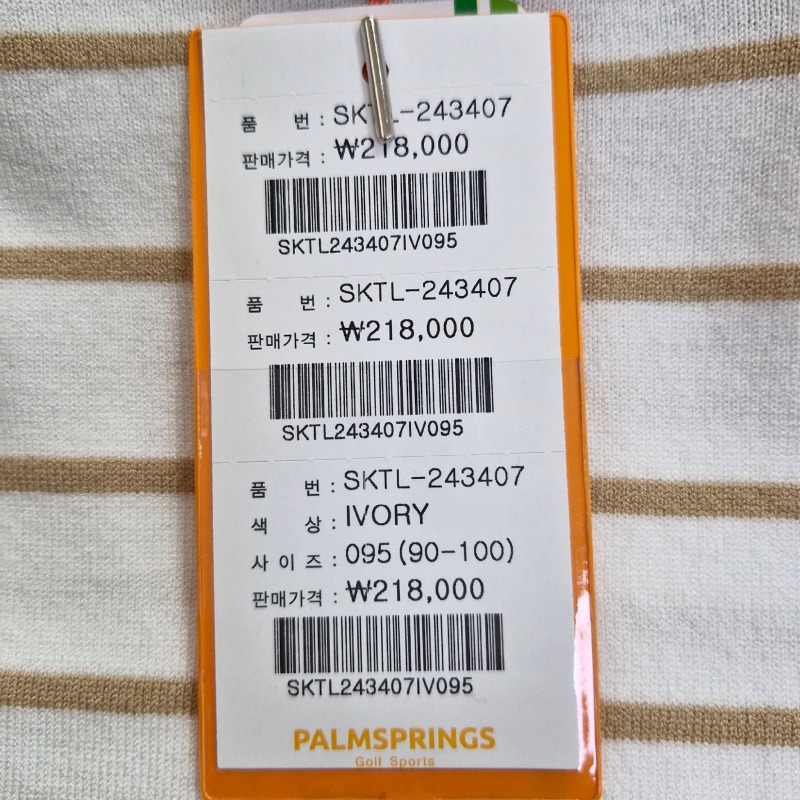 품 번 : SKTL-243407
판매가격 : ₩218,000
SKTL243407IV095
품 번 : SKTL-243407
판매가격 : ₩218,000
SKTL243407IV095
품 번 : SKTL-243407
색 상 : IVORY
사 이 즈 : 095(90-100)
판매가격 : ₩218,000
SKTL243407IV095
PALMSPRINGS
Golf Sports